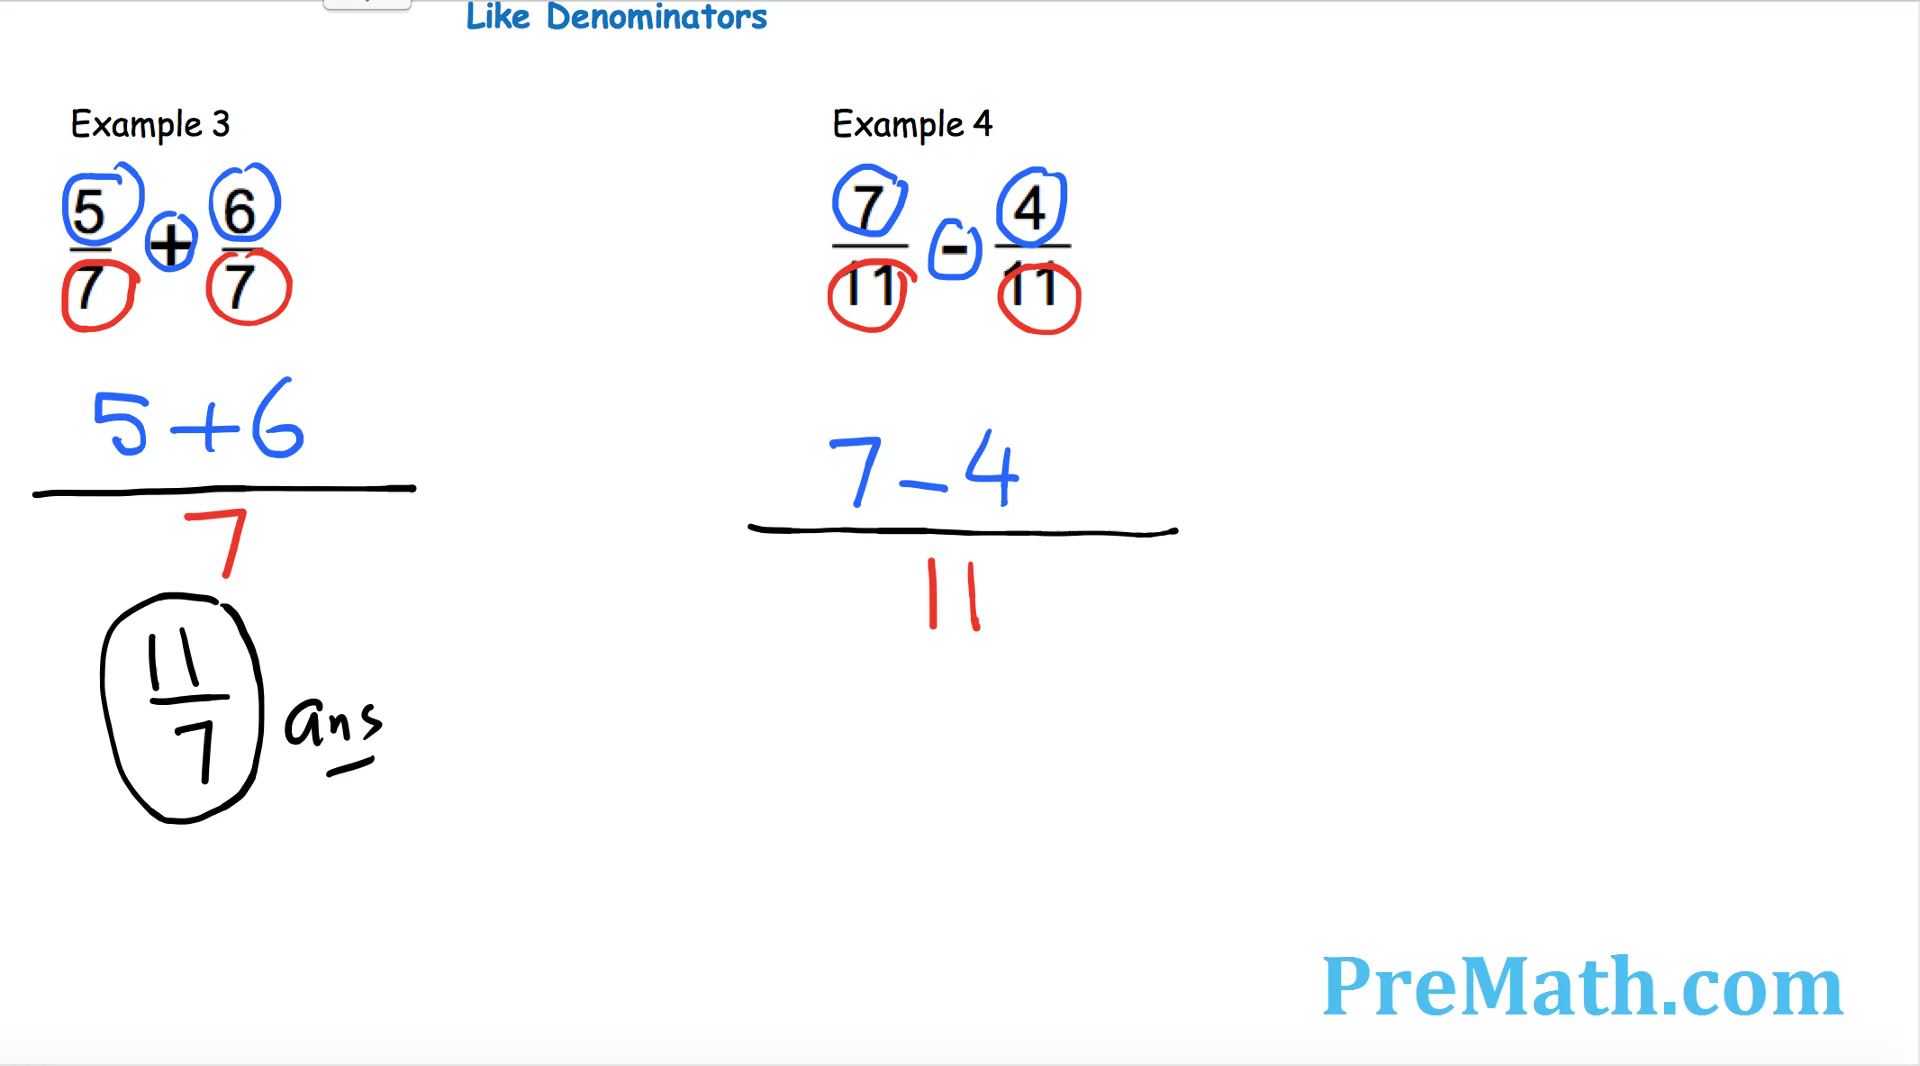 Like Denominators
Example 3
5/7 + 6/7
5+6
7
11/7 ans
Example 4
7/11 - 4/11
7-4
11
PreMath.com